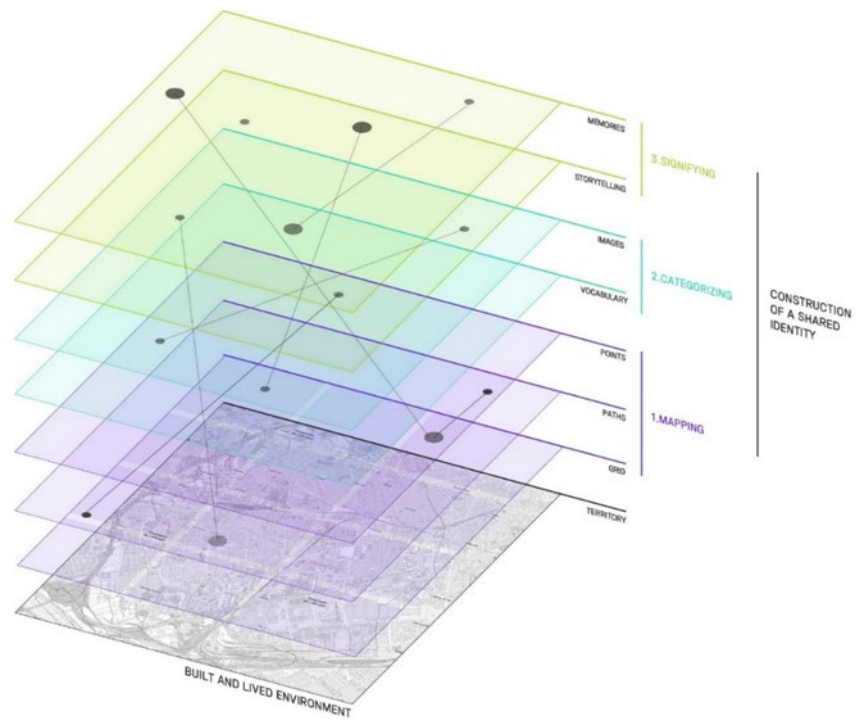 MEMORIES
3.SIGNIFYING
STORYTELLING
IMAGES
2.CATEGORIZING
VOCABULARY
CONSTRUCTION
OF A SHARED
IDENTITY
POINTS
PATHS
1.MAPPING
GRID
TERRITORY
BUILT AND LIVED ENVIRONMENT